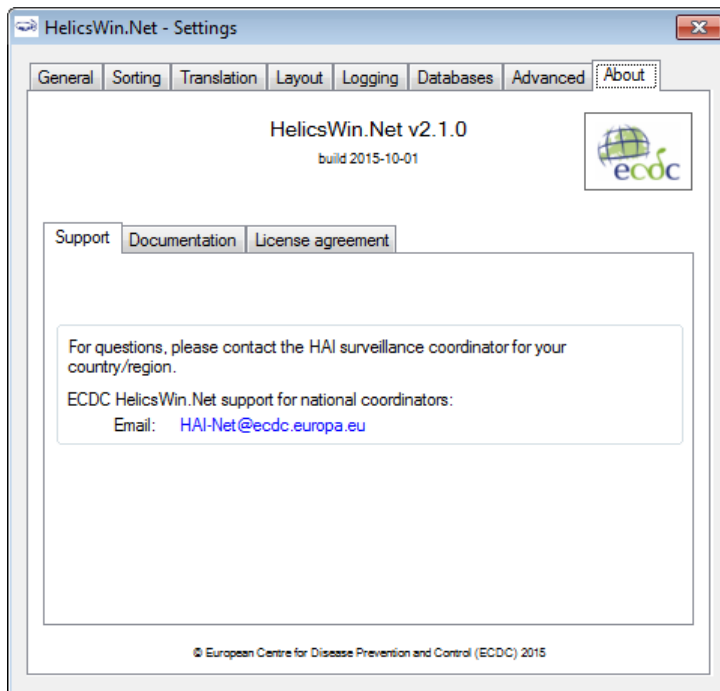 HelicsWin.Net - Settings
General Sorting Translation Layout Logging Databases Advanced About
HelicsWin.Net v2.1.0
build 2015-10-01
ecdc
Support Documentation License agreement
For questions, please contact the HAI surveillance coordinator for your
country/region.
ECDC HelicsWin.Net support for national coordinators:
Email: HAI-Net@ecdc.europa.eu
© European Centre for Disease Prevention and Control (ECDC) 2015